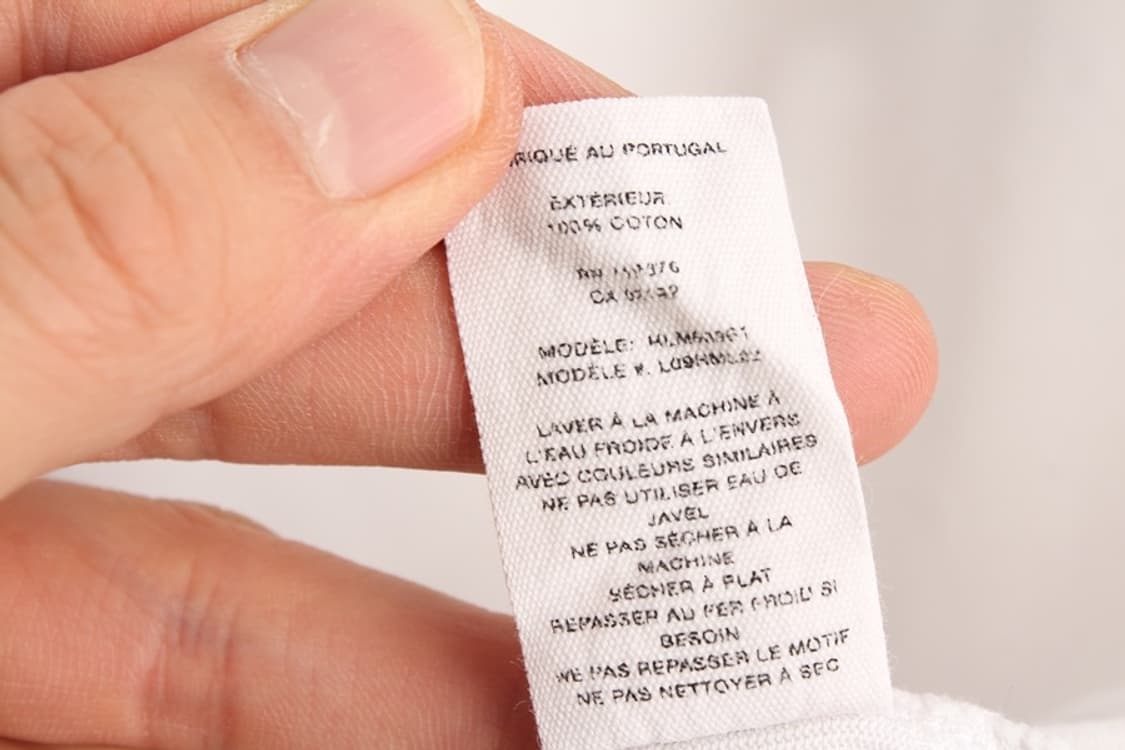 RIQUÉ AU PORTUGAL
EXTÉRIEUR
100% COTON
RN
CA
MODÈLE:
MODÈLE #.
LAVER À LA MACHINE À
L'EAU FROIDE À L'ENVERS
AVEC COULEURS SIMILAIRES
NE PAS UTILISER EAU DE
JAVEL
NE PAS SÉCHER À LA
MACHINE
SÉCHER À PLAT
REPASSER AU FER FROID SI
BESOIN
NE PAS REPASSER LE MOTIF
NE PAS NETTOYER À SEC